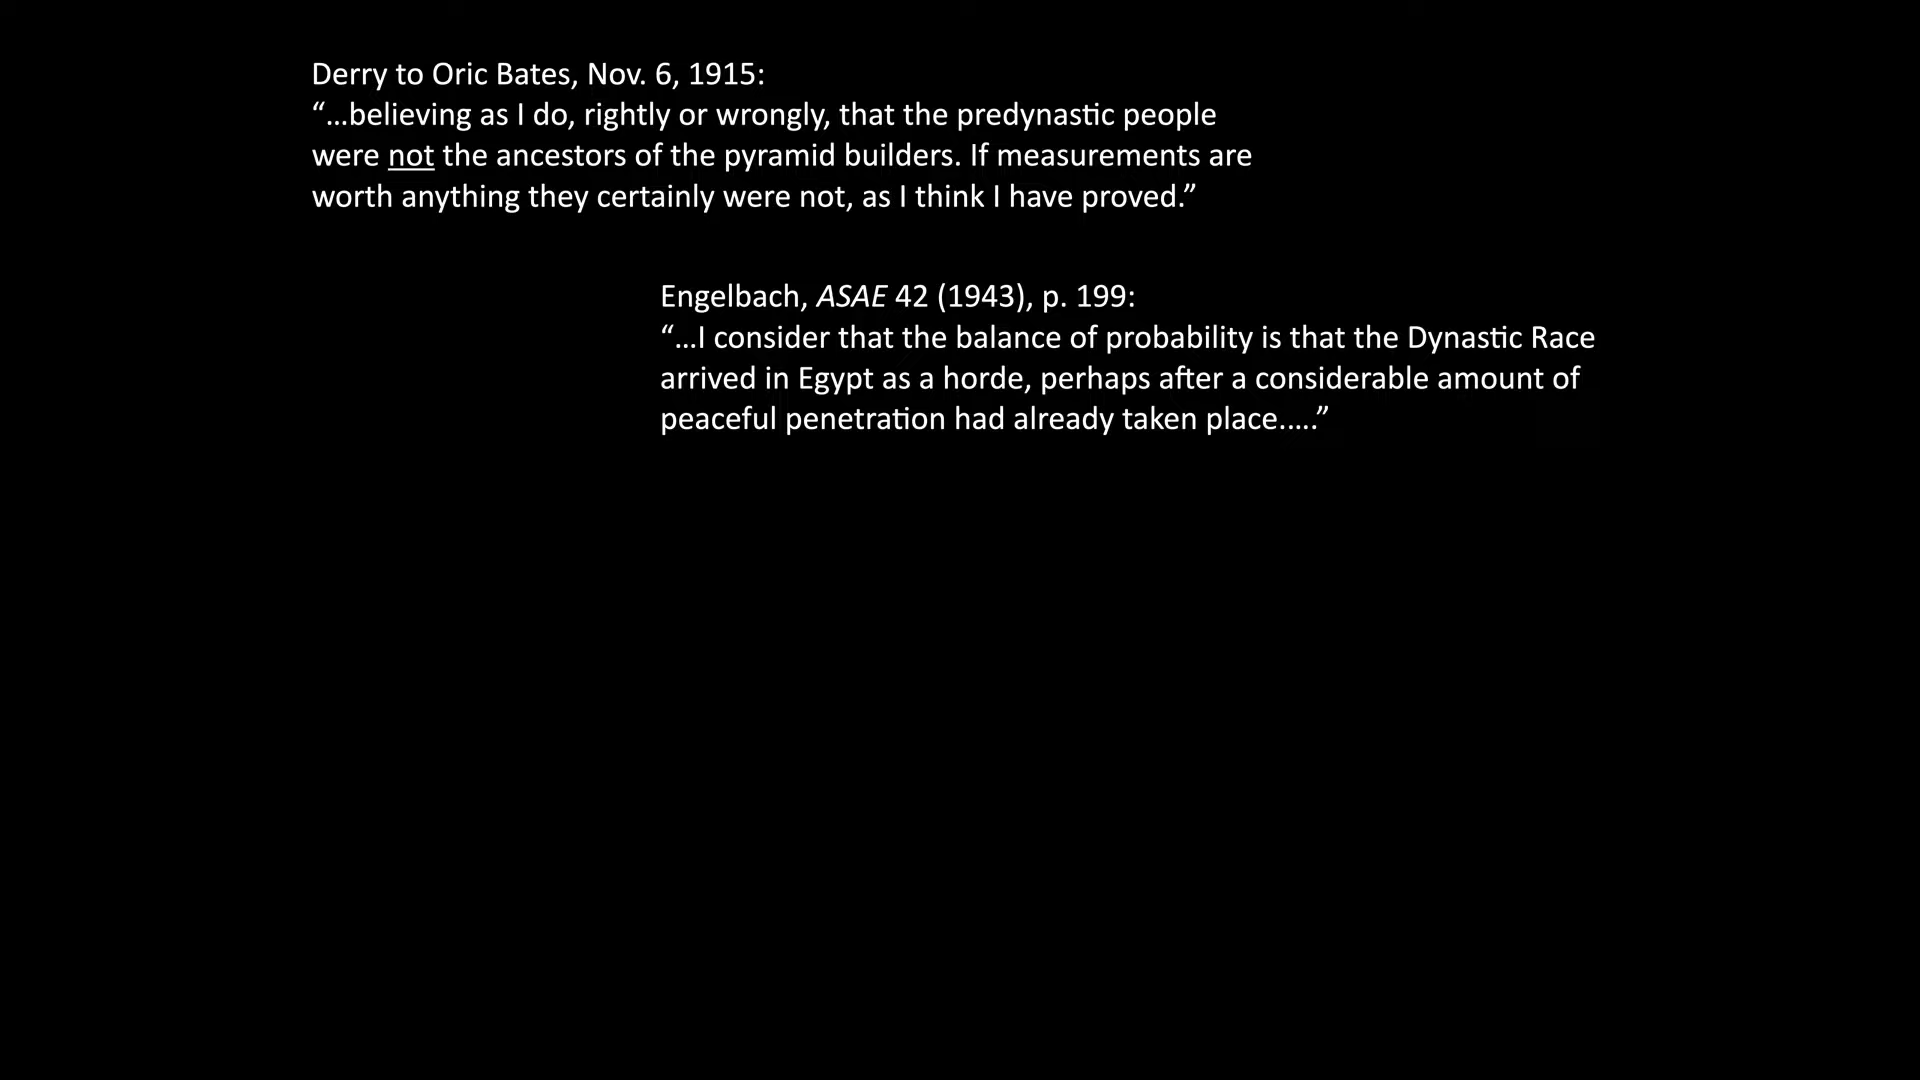 Derry to Oric Bates, Nov. 6, 1915:
“…believing as I do, rightly or wrongly, that the predynastic people
were not the ancestors of the pyramid builders. If measurements are
worth anything they certainly were not, as I think I have proved.”
Engelbach, ASAE 42 (1943), p. 199:
“…I consider that the balance of probability is that the Dynastic Race
arrived in Egypt as a horde, perhaps after a considerable amount of
peaceful penetration had already taken place…..”